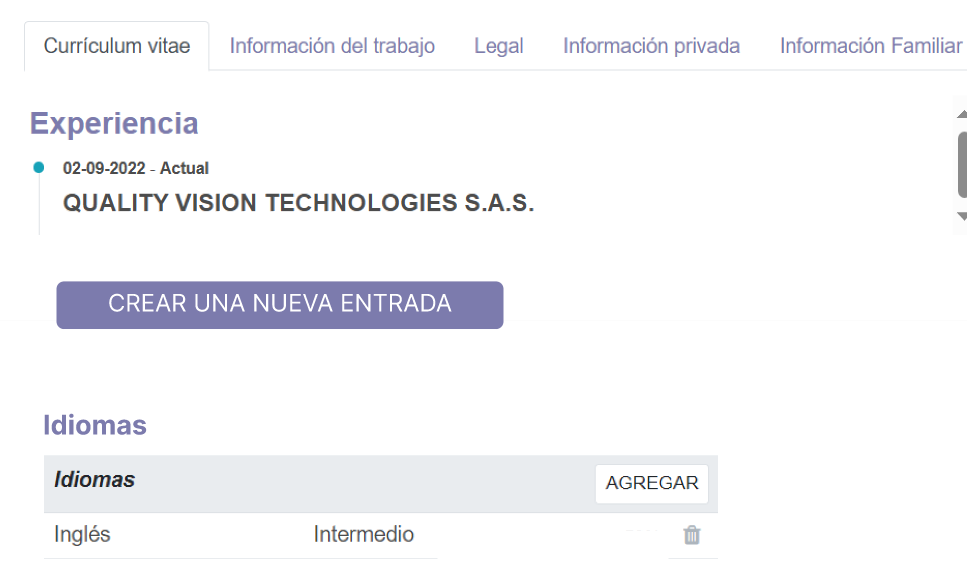 Currículum vitae Información del trabajo Legal Información privada Información Familiar
Experiencia
02-09-2022 - Actual
QUALITY VISION TECHNOLOGIES S.A.S.
CREAR UNA NUEVA ENTRADA
Idiomas
Idiomas AGREGAR
Inglés Intermedio